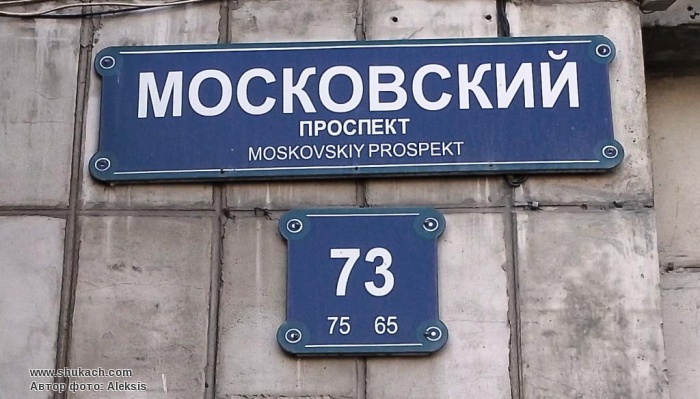 МОСКОВСКИЙ
ПРОСПЕКТ
MOSKOVSKIY PROSPEKT
73
75 65
www.shukach.com
Автор фото: Aleksis